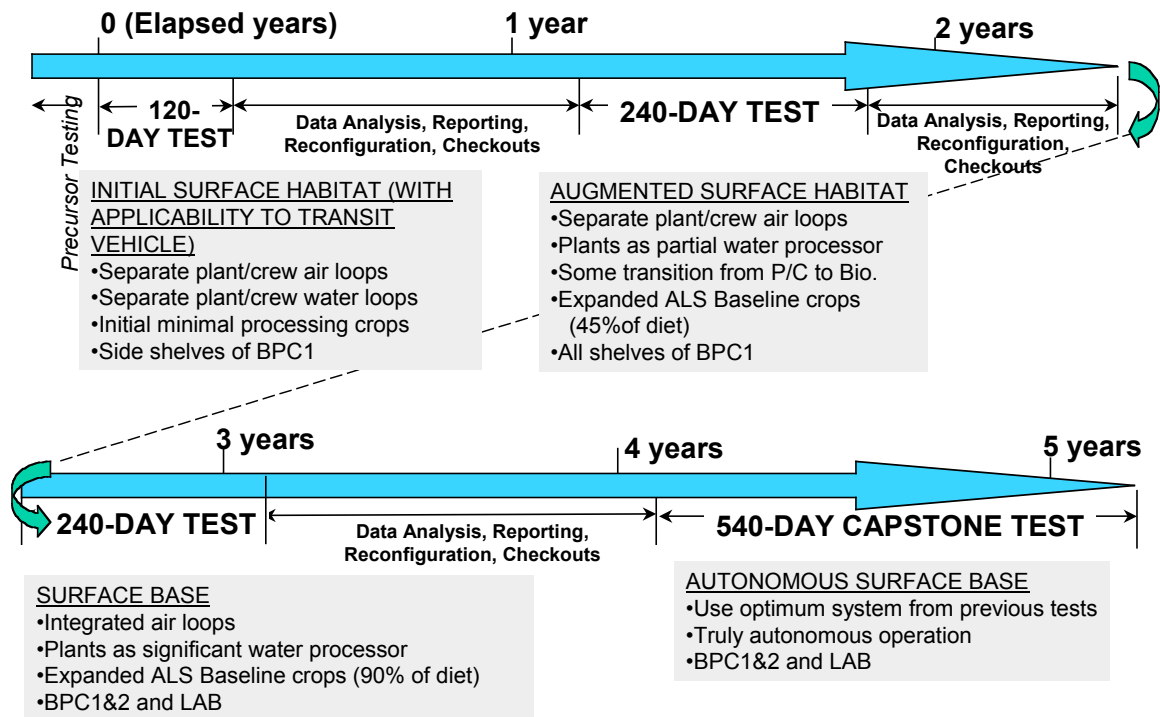 0 (Elapsed years)
1 year
2 years
Precursor Testing
120-
DAY TEST
Data Analysis, Reporting,
Reconfiguration, Checkouts
240-DAY TEST
Data Analysis, Reporting,
Reconfiguration,
Checkouts
INITIAL SURFACE HABITAT (WITH
APPLICABILITY TO TRANSIT
VEHICLE)
•Separate plant/crew air loops
•Separate plant/crew water loops
•Initial minimal processing crops
•Side shelves of BPC1
AUGMENTED SURFACE HABITAT
•Separate plant/crew air loops
•Plants as partial water processor
•Some transition from P/C to Bio.
•Expanded ALS Baseline crops
(45%of diet)
•All shelves of BPC1
3 years
4 years
5 years
240-DAY TEST
Data Analysis, Reporting,
Reconfiguration, Checkouts
540-DAY CAPSTONE TEST
SURFACE BASE
•Integrated air loops
•Plants as significant water processor
•Expanded ALS Baseline crops (90% of diet)
•BPC1&2 and LAB
AUTONOMOUS SURFACE BASE
•Use optimum system from previous tests
•Truly autonomous operation
•BPC1&2 and LAB